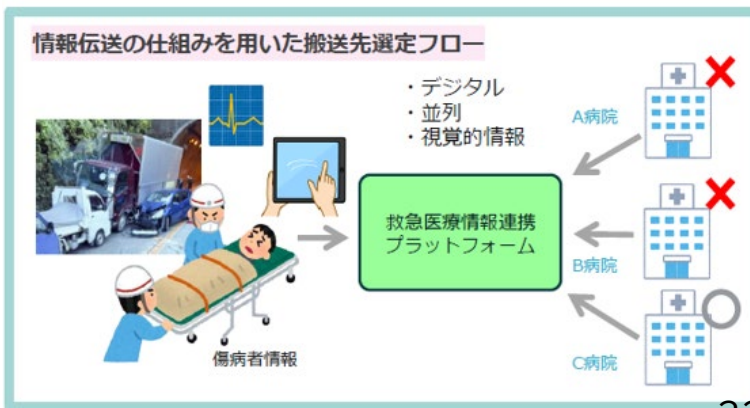 情報伝送の仕組みを用いた搬送先選定フロー
・デジタル
・並列
・視覚的情報
A病院
救急医療情報連携
プラットフォーム
B病院
傷病者情報
C病院